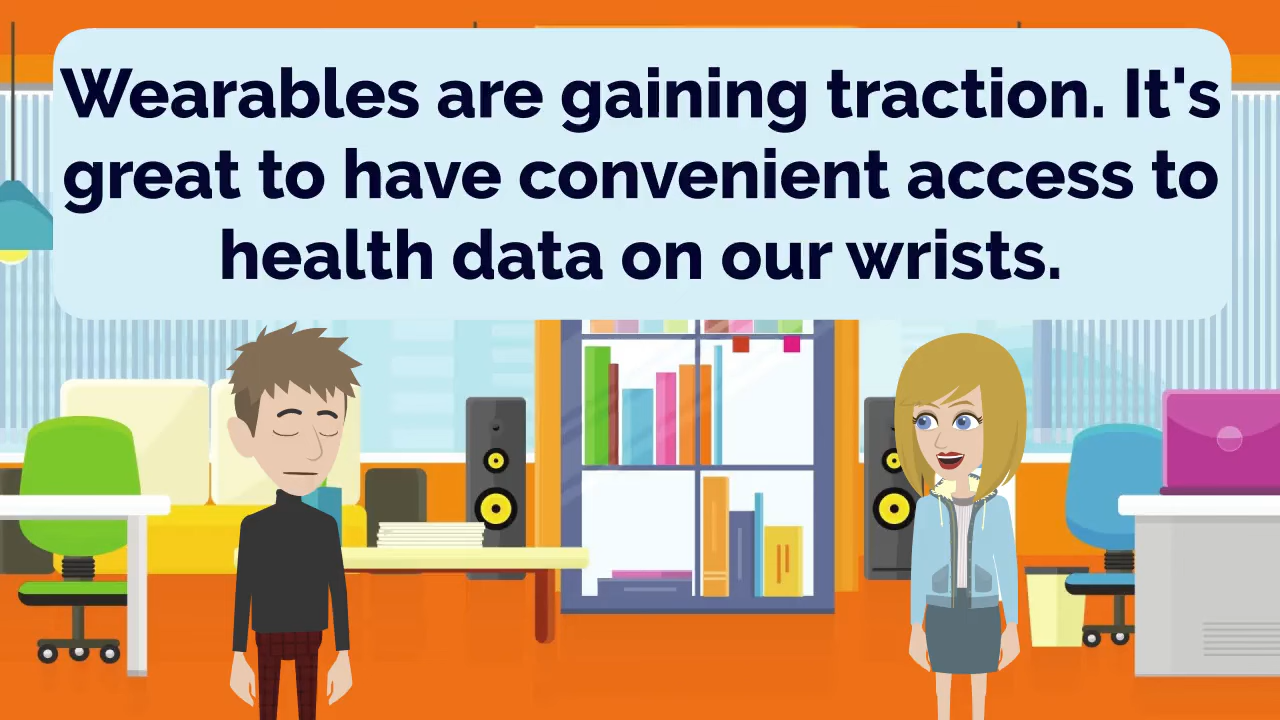 Wearables are gaining traction. It's
great to have convenient access to
health data on our wrists.